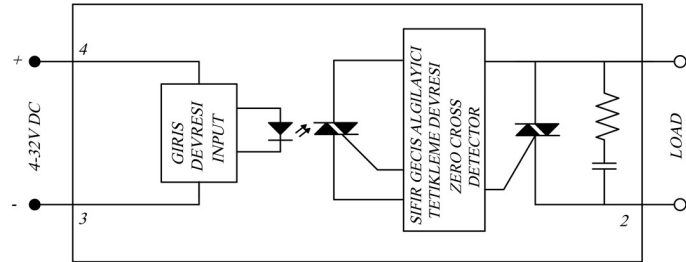 +
4
4-32V DC
-
3
GIRIS
DEVRESI
INPUT
SIFIR GECIS ALGILAYICI
TETIKLEME DEVRESI
ZERO CROSS
DETECTOR
2
LOAD